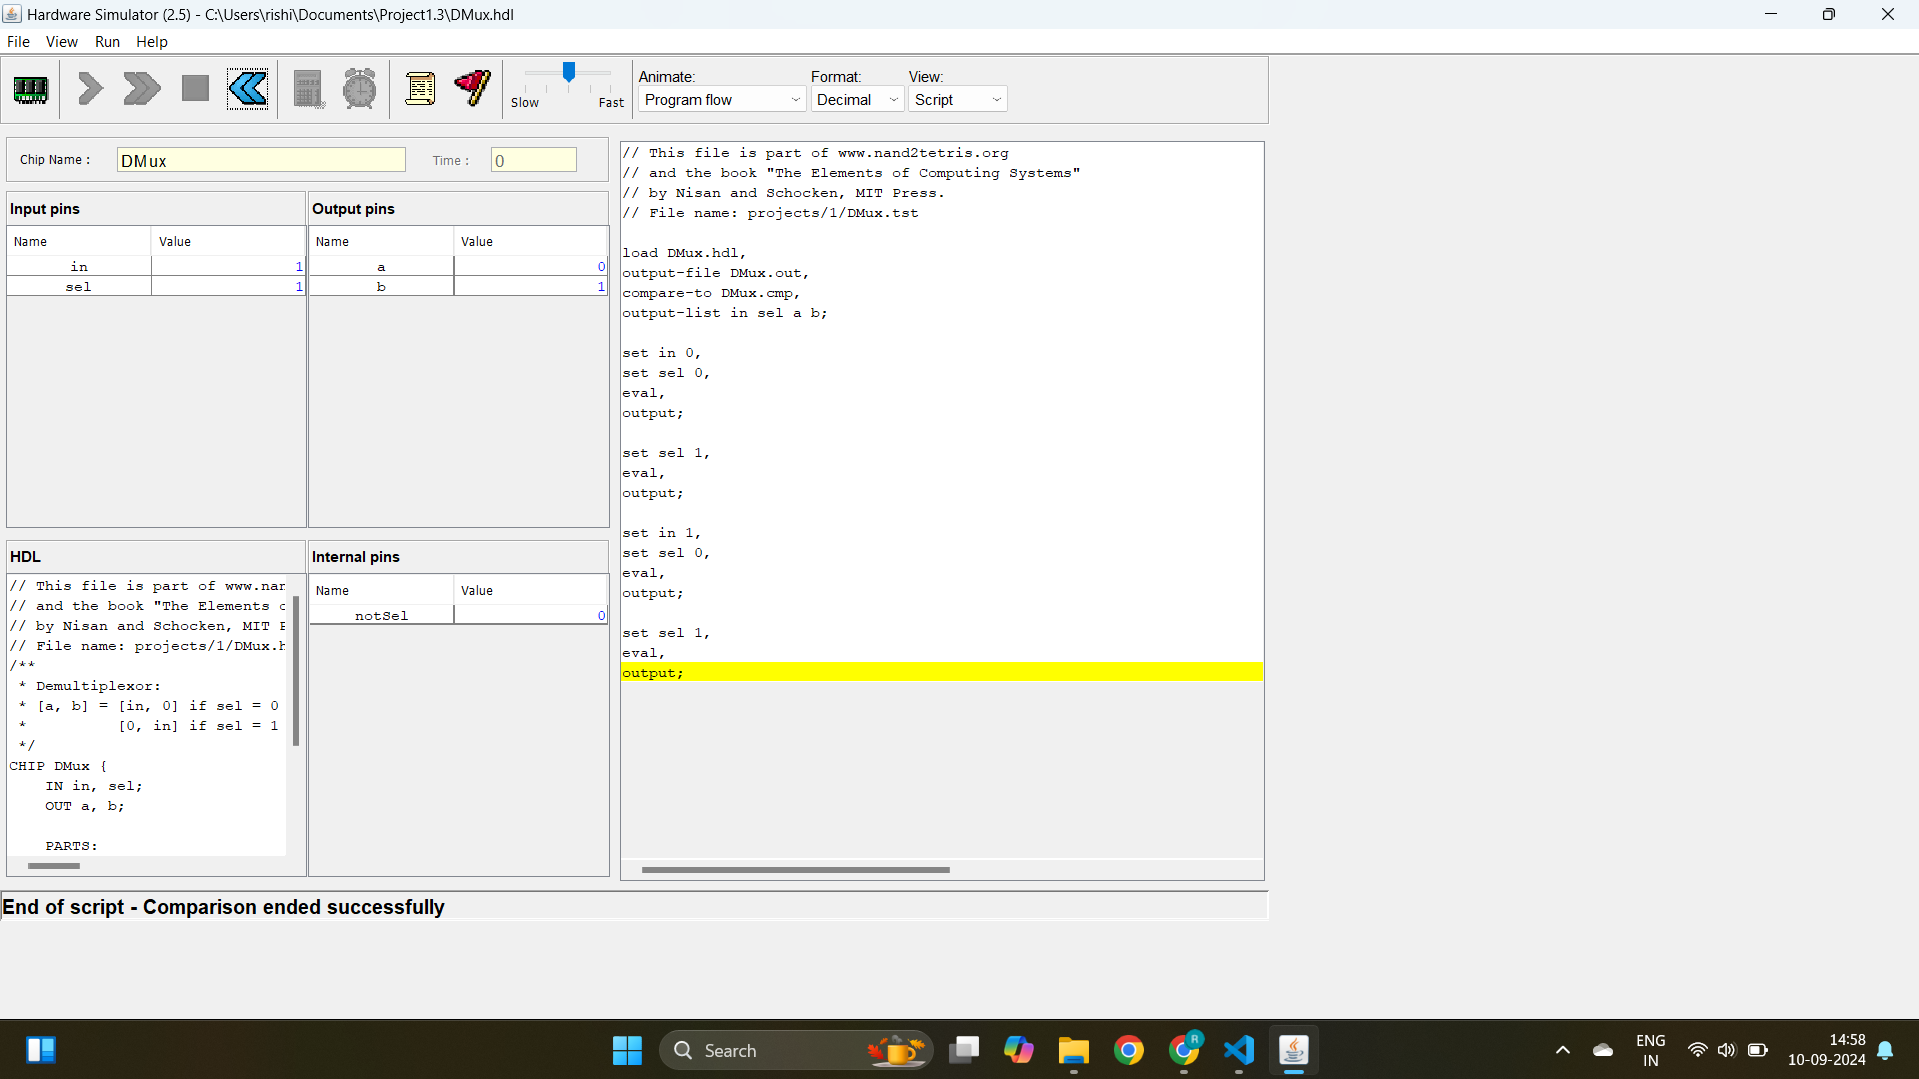 Hardware Simulator (2.5) - C:\Users\rishi\Documents\Project1.3\DMux.hdl
File View Run Help
Slow Fast
Animate: Format: View:
Program flow Decimal Script
Chip Name : DMux Time : 0
Input pins
Name Value
in 1
sel 1
Output pins
Name Value
a 0
b 1
HDL
// This file is part of www.nan
// and the book "The Elements o
// by Nisan and Schocken, MIT P
// File name: projects/1/DMux.h
/**
* Demultiplexor:
* [a, b] = [in, 0] if sel = 0
* [0, in] if sel = 1
*/
CHIP DMux {
IN in, sel;
OUT a, b;
PARTS:
Internal pins
Name Value
notSel 0
// This file is part of www.nand2tetris.org
// and the book "The Elements of Computing Systems"
// by Nisan and Schocken, MIT Press.
// File name: projects/1/DMux.tst
load DMux.hdl,
output-file DMux.out,
compare-to DMux.cmp,
output-list in sel a b;
set in 0,
set sel 0,
eval,
output;
set sel 1,
eval,
output;
set in 1,
set sel 0,
eval,
output;
set sel 1,
eval,
output;
End of script - Comparison ended successfully
Search
R
ENG
IN
14:58
10-09-2024